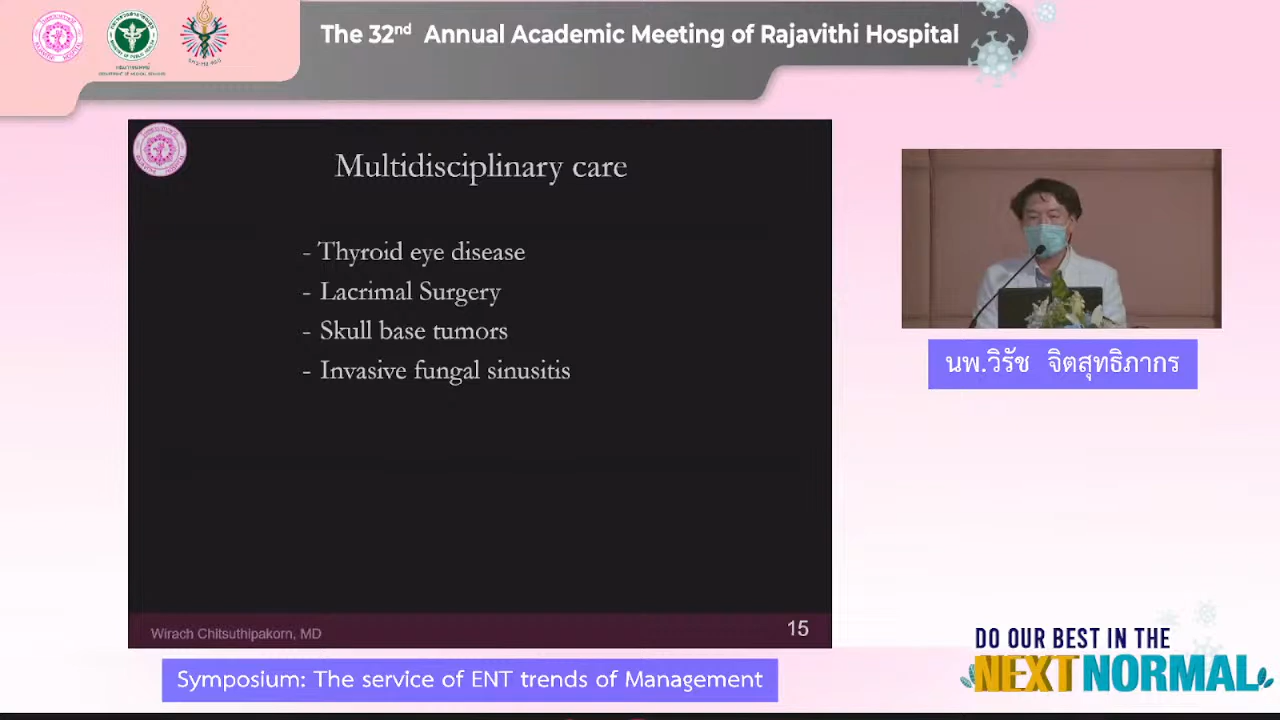 The 32nd Annual Academic Meeting of Rajavithi Hospital
Multidisciplinary care
- Thyroid eye disease
- Lacrimal Surgery
- Skull base tumors
- Invasive fungal sinusitis
Wirach Chitsuthipakorn, MD
15
นพ.วิรัช จิตสุทธิภากร
Symposium: The service of ENT trends of Management
DO OUR BEST IN THE
NEXT NORMAL